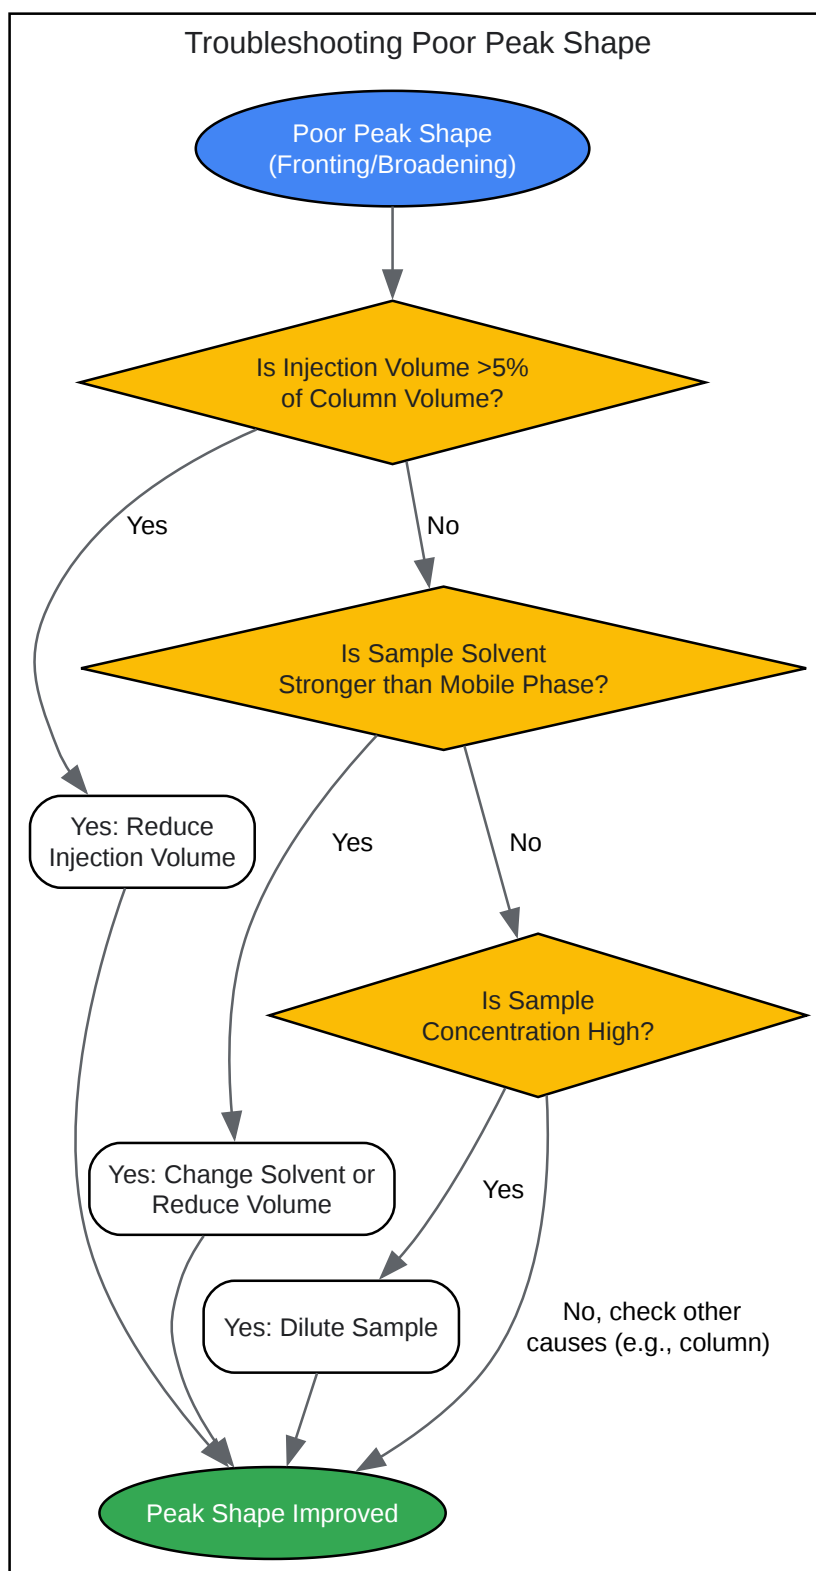 Troubleshooting Poor Peak Shape
Poor Peak Shape
(Fronting/Broadening)
Is Injection Volume >5%
of Column Volume?
Yes
No
Is Sample Solvent
Stronger than Mobile Phase?
Yes: Reduce
Injection Volume
Yes
No
Is Sample
Concentration High?
Yes: Change Solvent or
Reduce Volume
Yes
Yes: Dilute Sample
No, check other
causes (e.g., column)
Peak Shape Improved